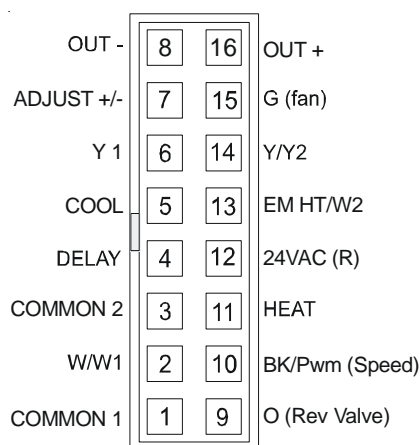 OUT - 8 16 OUT +
ADJUST +/- 7 15 G (fan)
Y 1 6 14 Y/Y2
COOL 5 13 EM HT/W2
DELAY 4 12 24VAC (R)
COMMON 2 3 11 HEAT
W/W1 2 10 BK/Pwm (Speed)
COMMON 1 1 9 O (Rev Valve)